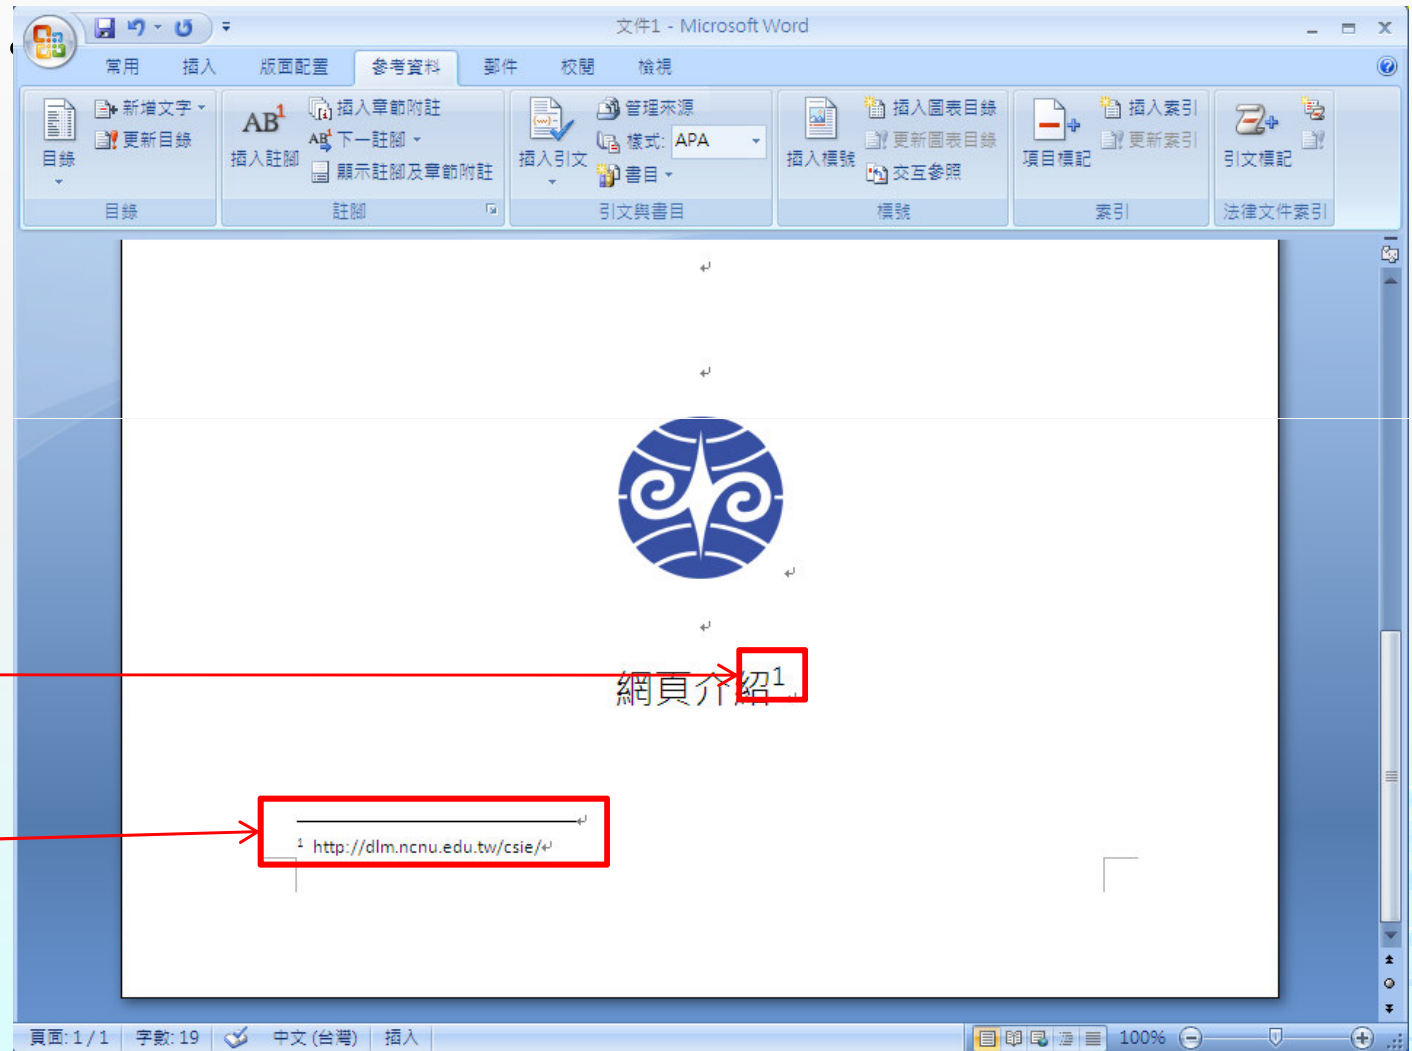 文件1 - Microsoft Word
常用 插入 版面配置 參考資料 郵件 校閱 檢視
目錄
新增文字
更新目錄
目錄
AB1
插入註腳
插入章節附註
下一註腳
顯示註腳及章節附註
註腳
插入引文
管理來源
樣式: APA
書目
引文與書目
插入標號
插入圖表目錄
更新圖表目錄
交互參照
標號
項目標記
插入索引
更新索引
索引
引文標記
法律文件索引
網頁介紹1
1 http://dlm.ncnu.edu.tw/csie/
頁面: 1 / 1 字數: 19 中文 (台灣) 插入 100%